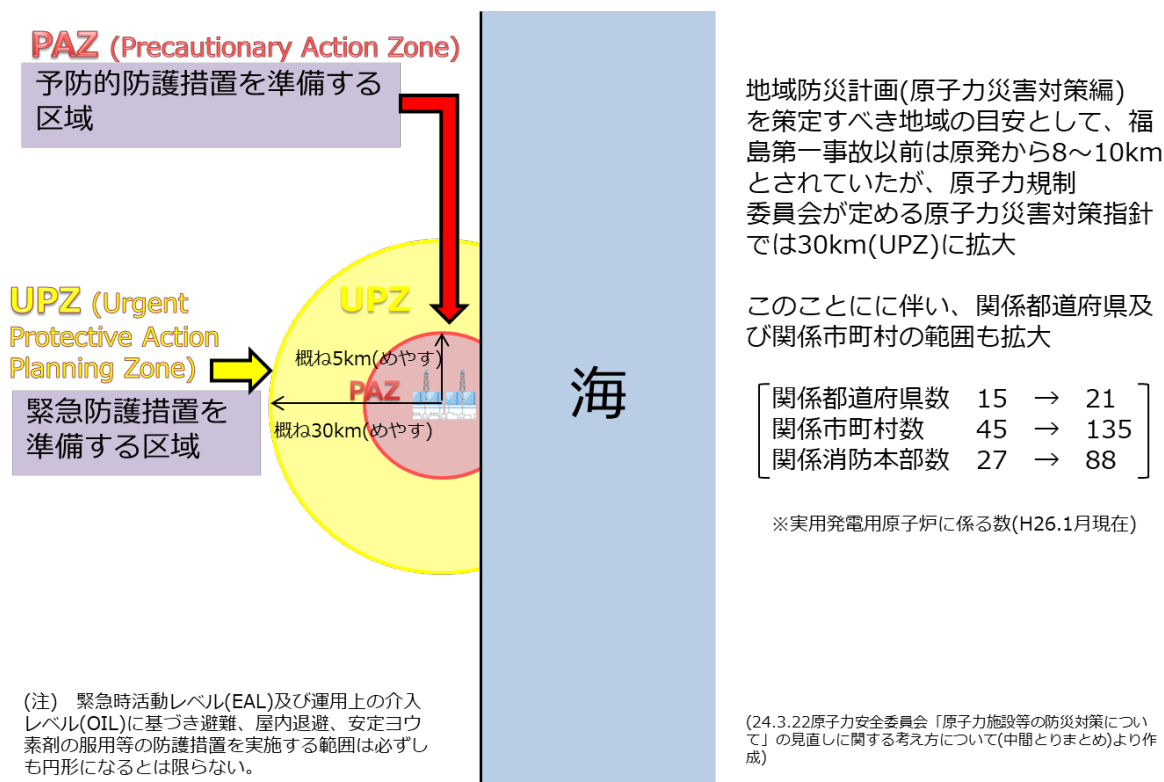 PAZ (Precautionary Action Zone)
予防的防護措置を準備する
区域
UPZ (Urgent
Protective Action
Planning Zone)
緊急防護措置を
準備する区域
UPZ
概ね5km(めやす)
PAZ
概ね30km(めやす)
海
(注) 緊急時活動レベル(EAL)及び運用上の介入
レベル(OIL)に基づき避難、屋内退避、安定ヨウ
素剤の服用等の防護措置を実施する範囲は必ずし
も円形になるとは限らない。
地域防災計画(原子力災害対策編)
を策定すべき地域の目安として、福
島第一事故以前は原発から8～10km
とされていたが、原子力規制
委員会が定める原子力災害対策指針
では30km(UPZ)に拡大
このことにに伴い、関係都道府県及
び関係市町村の範囲も拡大
関係都道府県数 15 → 21
関係市町村数 45 → 135
関係消防本部数 27 → 88
※実用発電用原子炉に係る数(H26.1月現在)
(24.3.22原子力安全委員会「原子力施設等の防災対策につい
て」の見直しに関する考え方について(中間とりまとめ)より作
成)